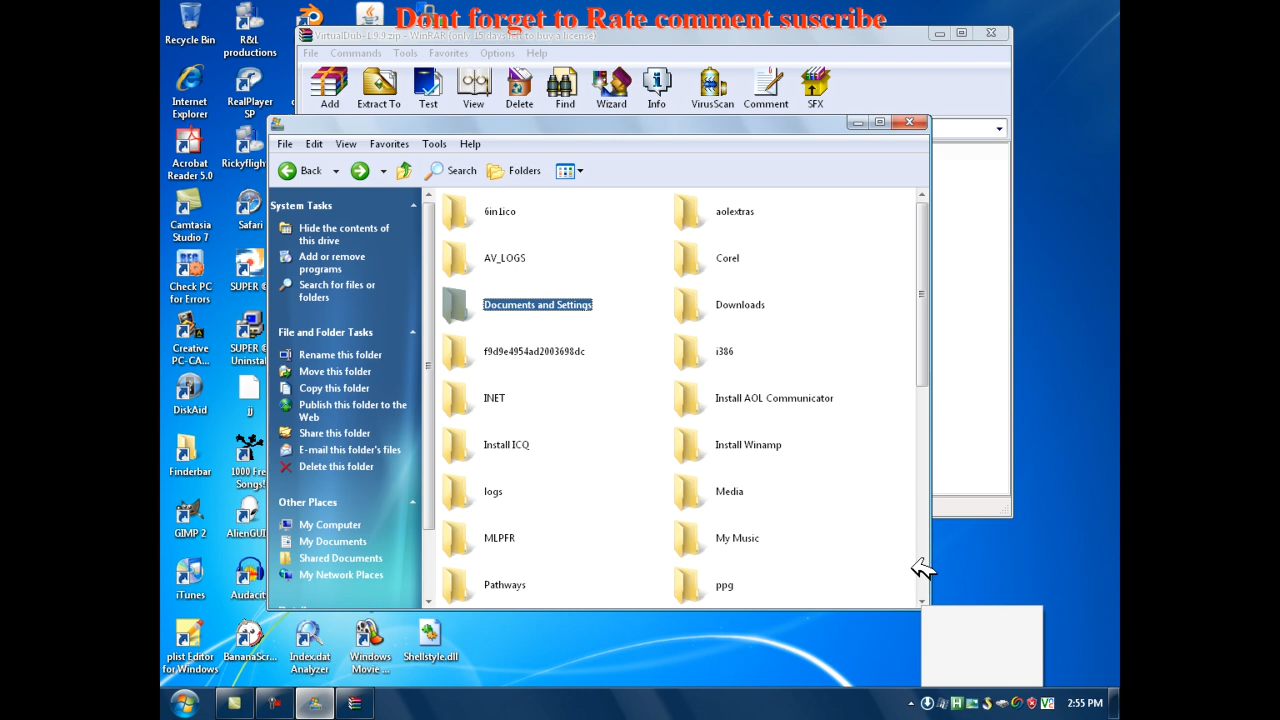 Dont forget to Rate comment suscribe
VirtualDub-1.9.9.zip - WinRAR (only 15 days left to buy a license)
File Commands Tools Favorites Options Help
Add Extract To Test View Delete Find Wizard Info VirusScan Comment SFX
File Edit View Favorites Tools Help
Back Search Folders
System Tasks
Hide the contents of
this drive
Add or remove
programs
Search for files or
folders
File and Folder Tasks
Rename this folder
Move this folder
Copy this folder
Publish this folder to the
Web
Share this folder
E-mail this folder's files
Delete this folder
Other Places
My Computer
My Documents
Shared Documents
My Network Places
6in1ico
aolextras
AV_LOGS
Corel
Documents and Settings
Downloads
f9d9e4954ad2003698dc
i386
INET
Install AOL Communicator
Install ICQ
Install Winamp
logs
Media
MLPFR
My Music
Pathways
ppg
Recycle Bin
R&L
productions
Internet
Explorer
RealPlayer
SP
Acrobat
Reader 5.0
Rickyflight
Camtasia
Studio 7
Safari
Check PC
for Errors
SUPER ©
Creative
PC-CA...
SUPER ©
Uninstal
DiskAid
jj
Finderbar
1000 Fre
Songs!
GIMP 2
AlienGUI
iTunes
Audacit
plist Editor
for Windows
BananaScr...
Index.dat
Analyzer
Windows
Movie ...
Shellstyle.dll
2:55 PM